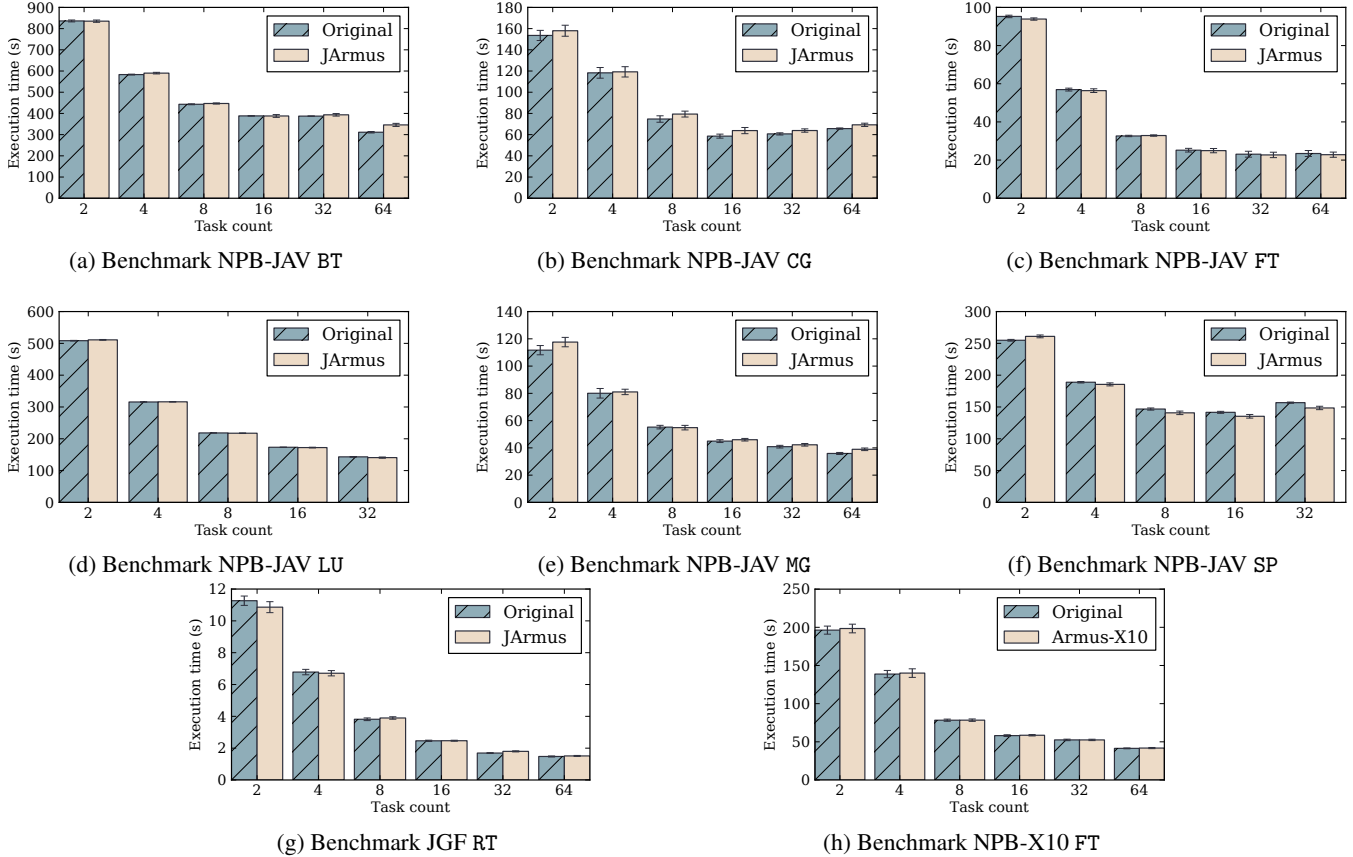 900
800
700
600
500
400
300
200
100
0
Execution time (s)
Original
JArmus
2 4 8 16 32 64
Task count
(a) Benchmark NPB-JAV BT
180
160
140
120
100
80
60
40
20
0
Execution time (s)
Original
JArmus
2 4 8 16 32 64
Task count
(b) Benchmark NPB-JAV CG
100
80
60
40
20
0
Execution time (s)
Original
JArmus
2 4 8 16 32 64
Task count
(c) Benchmark NPB-JAV FT
600
500
400
300
200
100
0
Execution time (s)
Original
JArmus
2 4 8 16 32
Task count
(d) Benchmark NPB-JAV LU
140
120
100
80
60
40
20
0
Execution time (s)
Original
JArmus
2 4 8 16 32 64
Task count
(e) Benchmark NPB-JAV MG
300
250
200
150
100
50
0
Execution time (s)
Original
JArmus
2 4 8 16 32
Task count
(f) Benchmark NPB-JAV SP
12
10
8
6
4
2
0
Execution time (s)
Original
JArmus
2 4 8 16 32 64
Task count
(g) Benchmark JGF RT
250
200
150
100
50
0
Execution time (s)
Original
Armus-X10
2 4 8 16 32 64
Task count
(h) Benchmark NPB-X10 FT